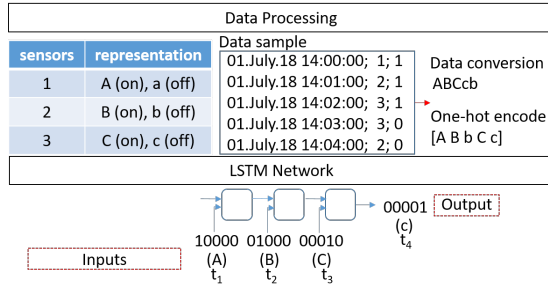 Data Processing
sensors representation
1 A (on), a (off)
2 B (on), b (off)
3 C (on), c (off)
Data sample
01.July.18 14:00:00; 1; 1
01.July.18 14:01:00; 2; 1
01.July.18 14:02:00; 3; 1
01.July.18 14:03:00; 3; 0
01.July.18 14:04:00; 2; 0
Data conversion
ABCcb
One-hot encode
[A B b C c]
LSTM Network
Inputs
10000 01000 00010
(A) (B) (C)
t1 t2 t3
00001
(c)
t4
Output